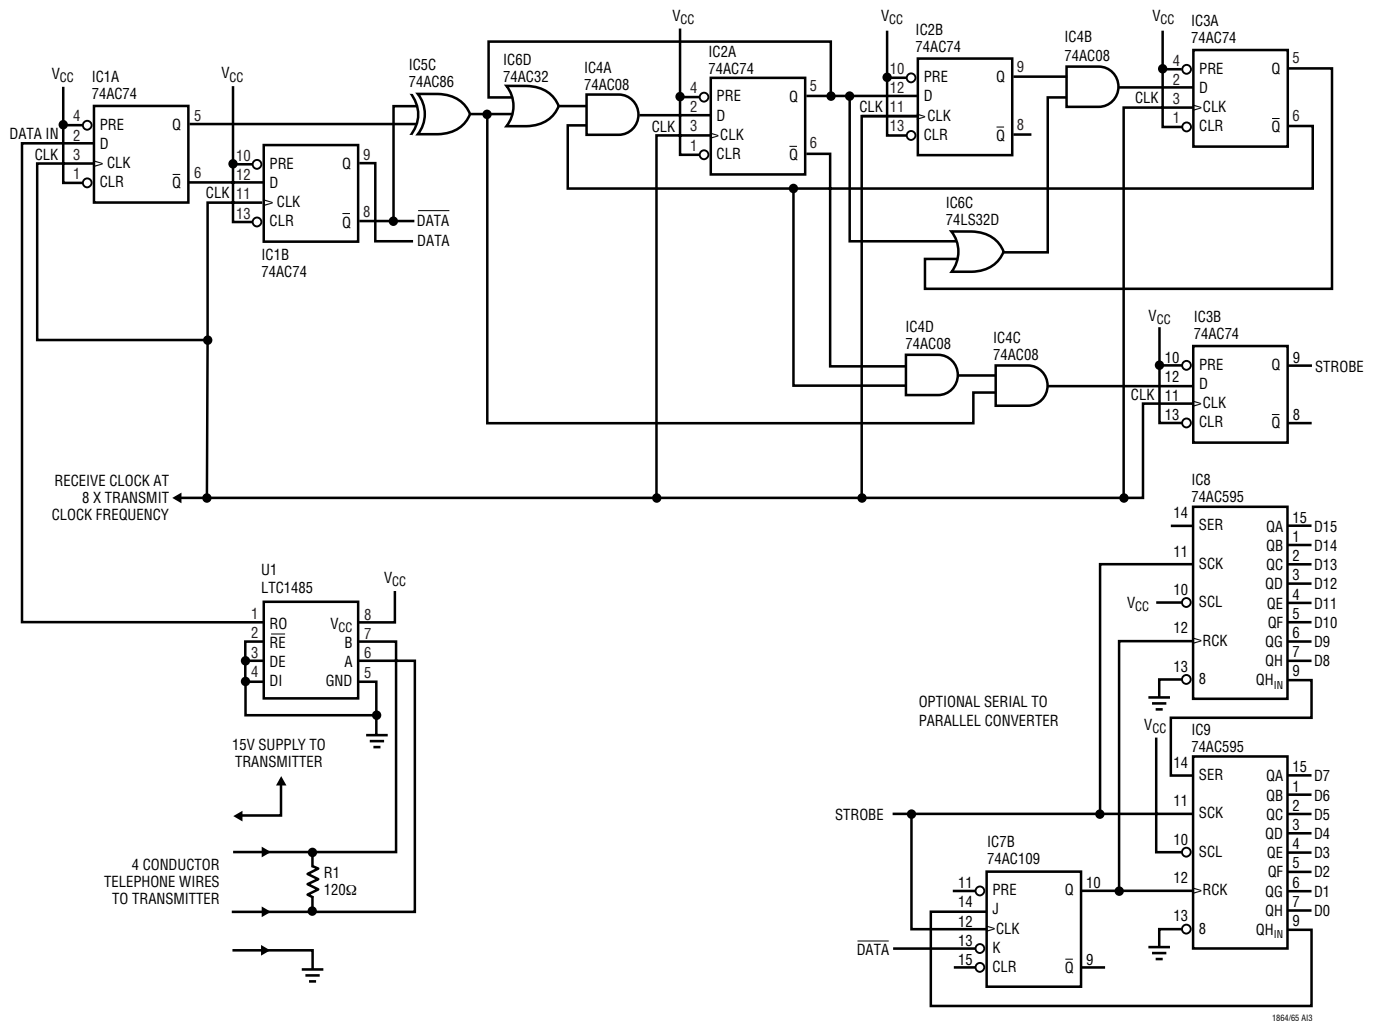 VCC
IC1A
74AC74
DATA IN
CLK
4
2
3
1
PRE
D
CLK
CLR
Q
Q̅
5
6
VCC
CLK
10
12
11
13
PRE
D
CLK
CLR
Q
Q̅
9
8
IC1B
74AC74
D̅A̅T̅A̅
DATA
IC5C
74AC86
IC6D
74AC32
IC4A
74AC08
VCC
IC2A
74AC74
CLK
4
2
3
1
PRE
D
CLK
CLR
Q
Q̅
5
6
VCC
IC2B
74AC74
CLK
10
12
11
13
PRE
D
CLK
CLR
Q
Q̅
9
8
IC4B
74AC08
VCC
IC3A
74AC74
CLK
4
2
3
1
PRE
D
CLK
CLR
Q
Q̅
5
6
IC6C
74LS32D
IC4D
74AC08
IC4C
74AC08
VCC
IC3B
74AC74
CLK
10
12
11
13
PRE
D
CLK
CLR
Q
Q̅
9
8
STROBE
RECEIVE CLOCK AT
8 X TRANSMIT
CLOCK FREQUENCY
U1
LTC1485
VCC
1
2
3
4
RO
R̅E̅
DE
DI
VCC
B
A
GND
8
7
6
5
15V SUPPLY TO
TRANSMITTER
4 CONDUCTOR
TELEPHONE WIRES
TO TRANSMITTER
R1
120Ω
OPTIONAL SERIAL TO
PARALLEL CONVERTER
IC8
74AC595
14 SER
11 SCK
VCC 10 SCL
12 RCK
13 8
QA 15 D15
QB 1 D14
QC 2 D13
QD 3 D12
QE 4 D11
QF 5 D10
QG 6 D9
QH 7 D8
QHIN 9
VCC
IC9
74AC595
14 SER
11 SCK
10 SCL
12 RCK
13 8
QA 15 D7
QB 1 D6
QC 2 D5
QD 3 D4
QE 4 D3
QF 5 D2
QG 6 D1
QH 7 D0
QHIN 9
STROBE
IC7B
74AC109
D̅A̅T̅A̅
11 PRE
14 J
12 CLK
13 K
15 CLR
Q 10
Q̅ 9
1864/65 AI3